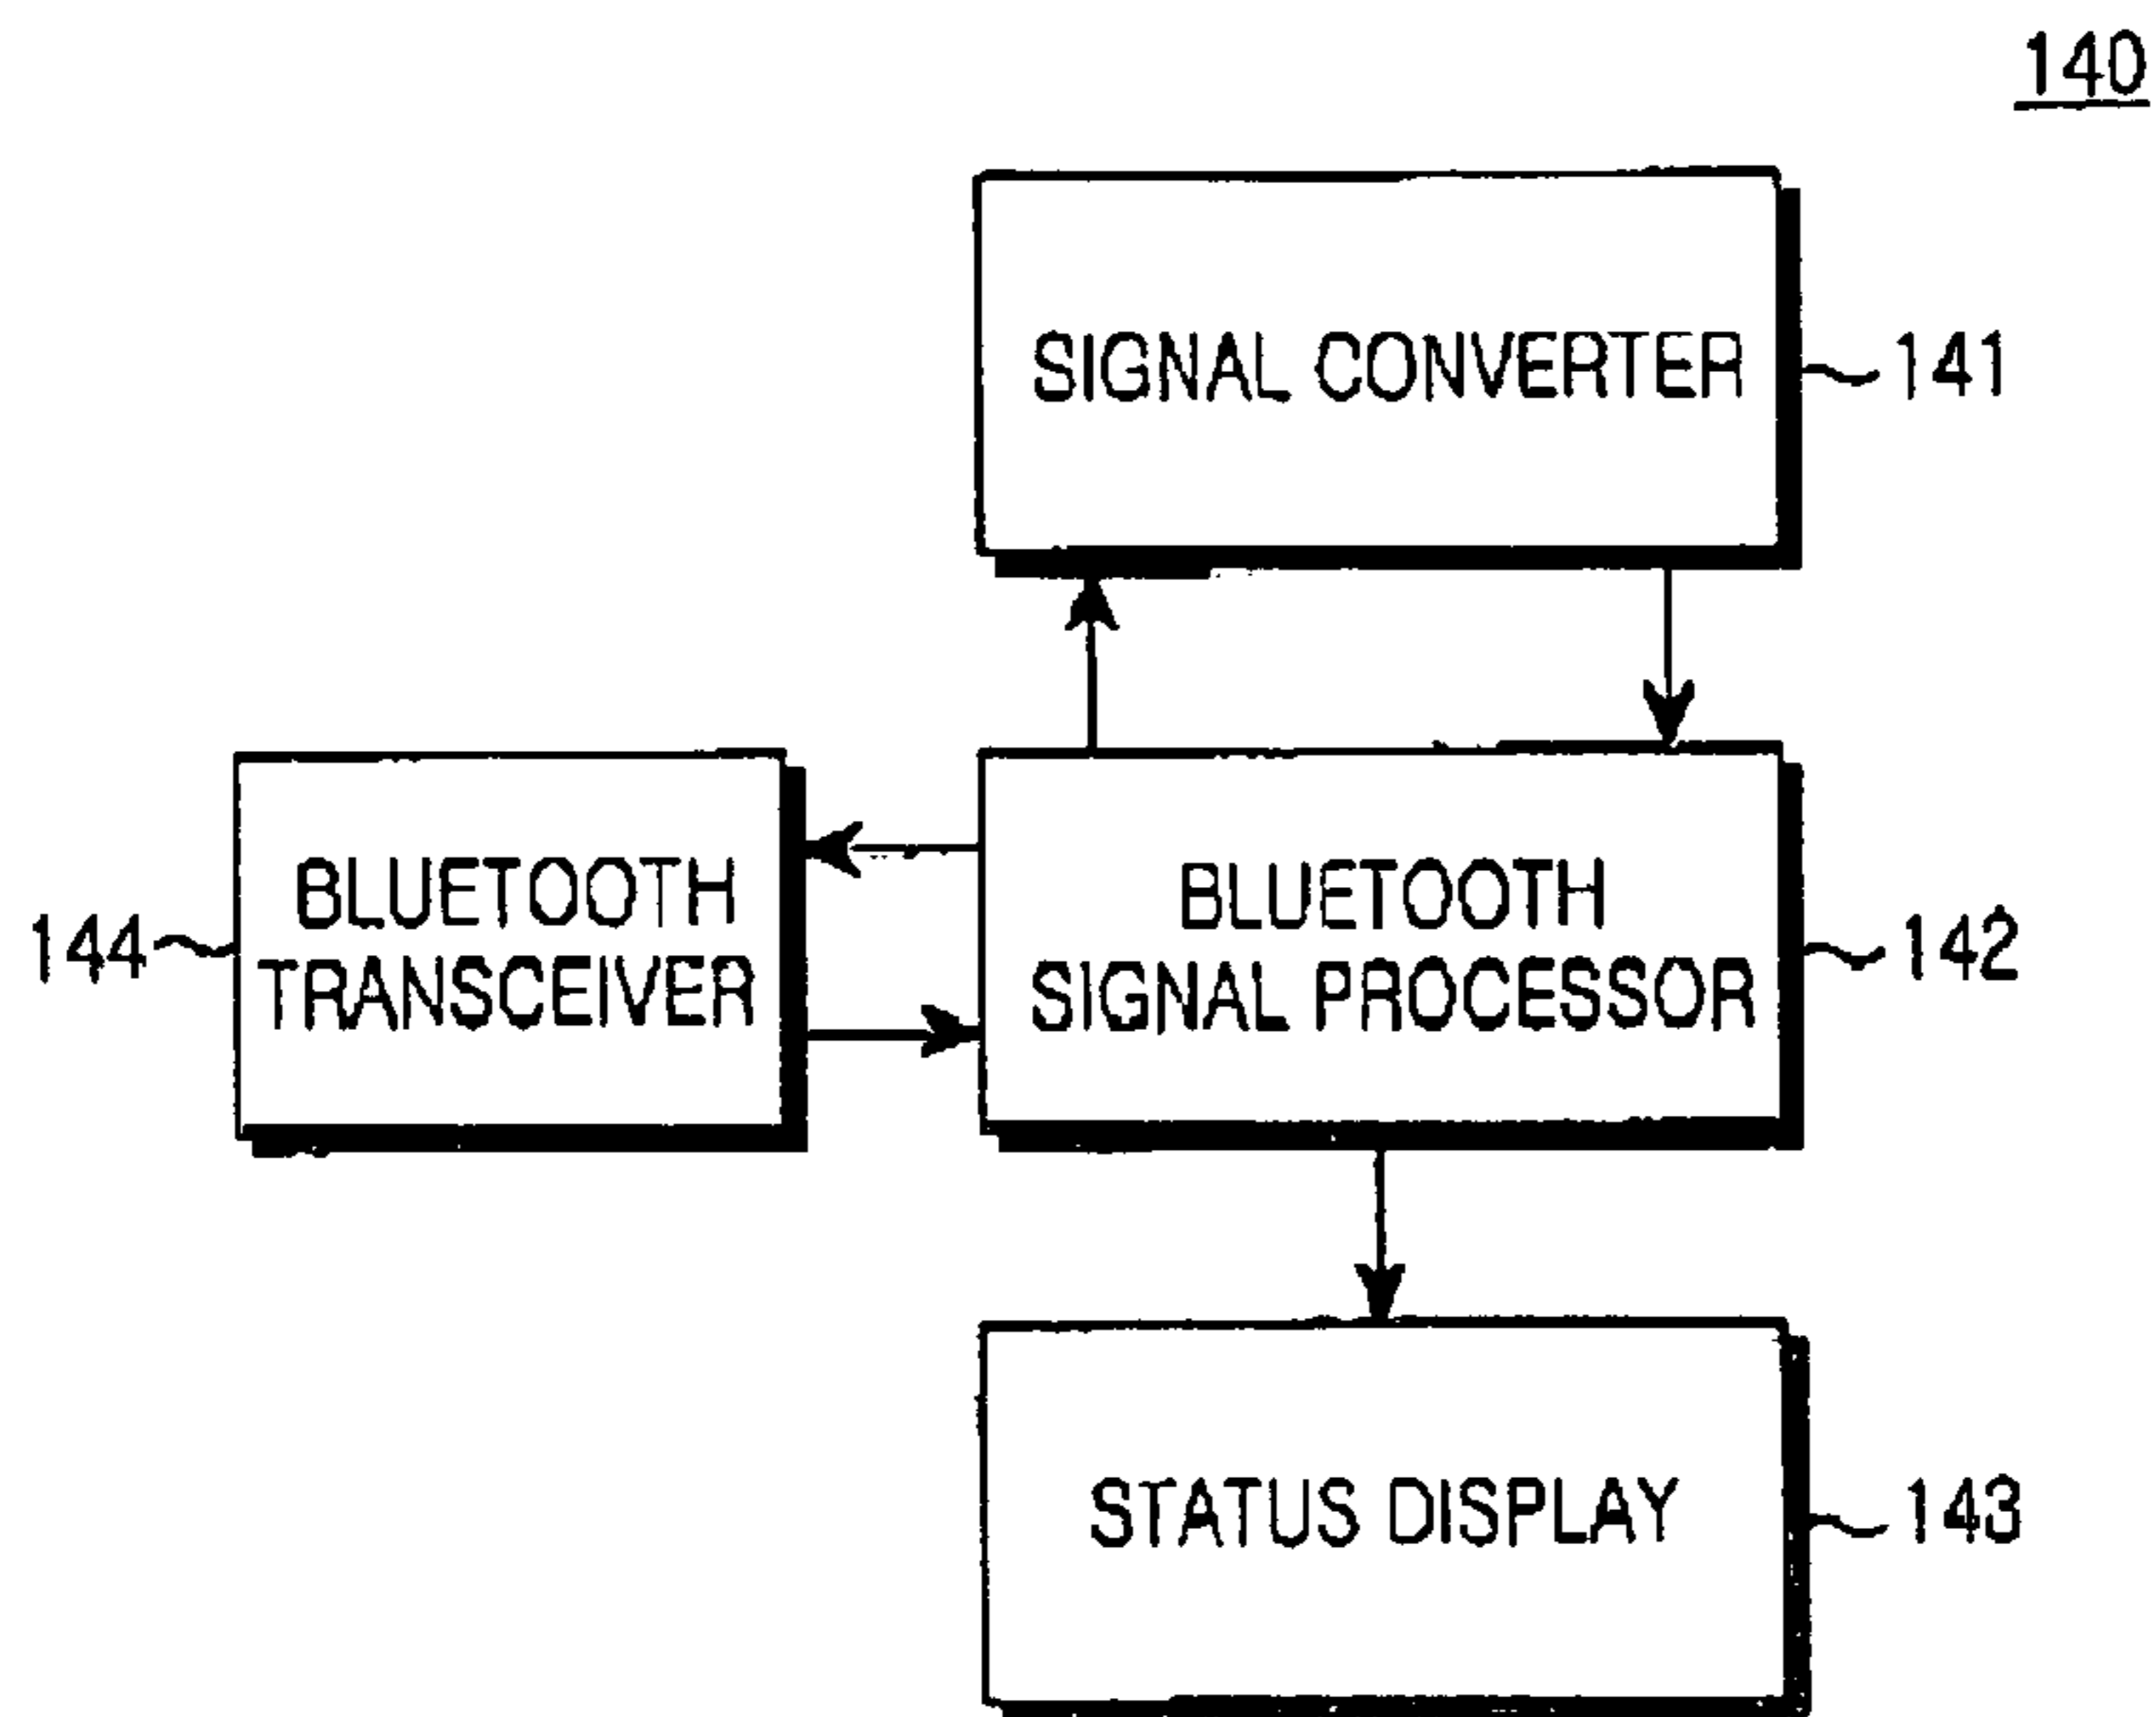 140
SIGNAL CONVERTER
141
BLUETOOTH
TRANSCEIVER
144
BLUETOOTH
SIGNAL PROCESSOR
142
STATUS DISPLAY
143